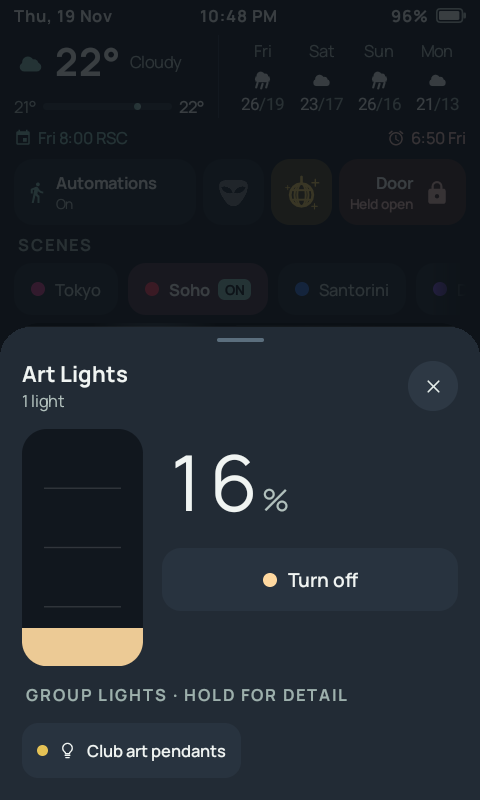 Thu, 19 Nov 10:48 PM 96%
22° Cloudy
21° 22°
Fri Sat Sun Mon
26/19 23/17 26/16 21/13
Fri 8:00 RSC 6:50 Fri
Automations
On
Door
Held open
SCENES
Tokyo Soho ON Santorini
Art Lights
1 light
16%
Turn off
GROUP LIGHTS · HOLD FOR DETAIL
Club art pendants